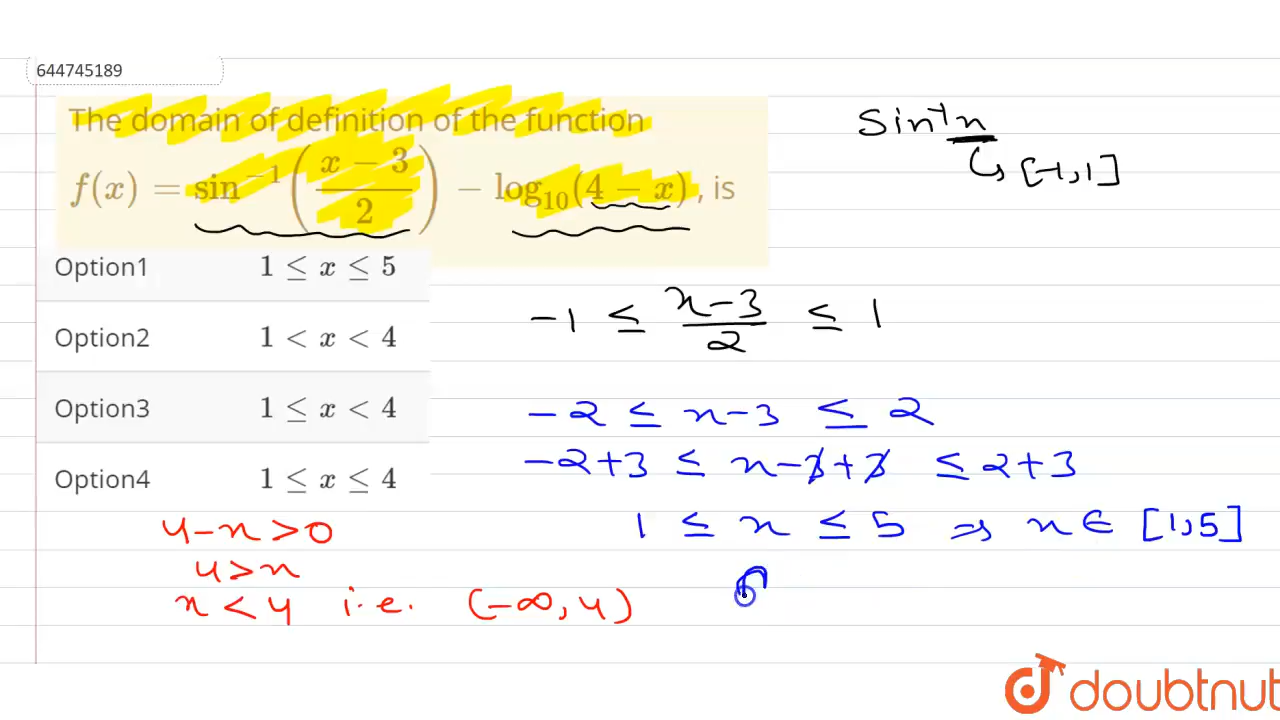 644745189
The domain of definition of the function
f(x) = sin⁻¹((x − 3)/2) − log₁₀(4 − x), is
Option1 1 ≤ x ≤ 5
Option2 1 < x < 4
Option3 1 ≤ x < 4
Option4 1 ≤ x ≤ 4
4-x>0
4>x
x<4 i.e. (-∞,4)
Sin⁻¹x
↳ [-1,1]
-1 ≤ (x-3)/2 ≤ 1
-2 ≤ x-3 ≤ 2
-2+3 ≤ x-3+3 ≤ 2+3
1 ≤ x ≤ 5 ⇒ x ∈ [1,5]
doubtnut